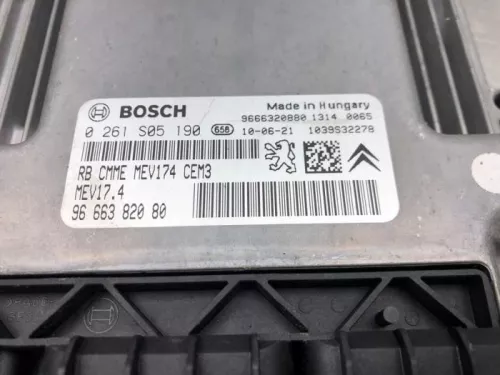 BOSCH
Made in Hungary
9666320880 1314 0065
0 261 S05 190 658 10-06-21 1039S32278
RB CMME MEV174 CEM3
MEV17.4
96 663 820 80